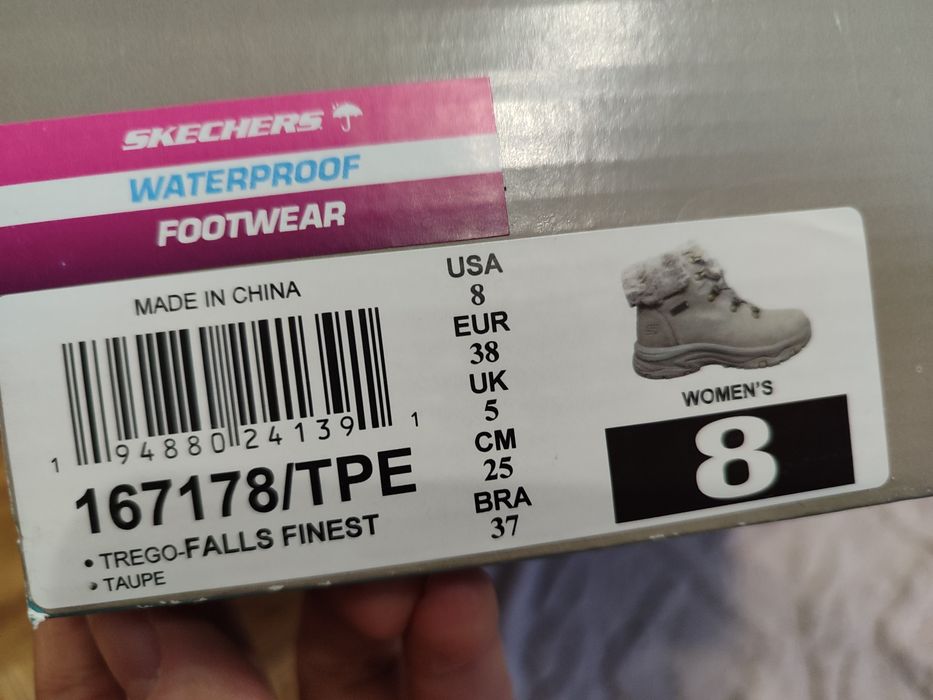 SKECHERS
WATERPROOF
FOOTWEAR
MADE IN CHINA
1 94880 24139 1
167178/TPE
• TREGO-FALLS FINEST
• TAUPE
USA
8
EUR
38
UK
5
CM
25
BRA
37
WOMEN'S
8